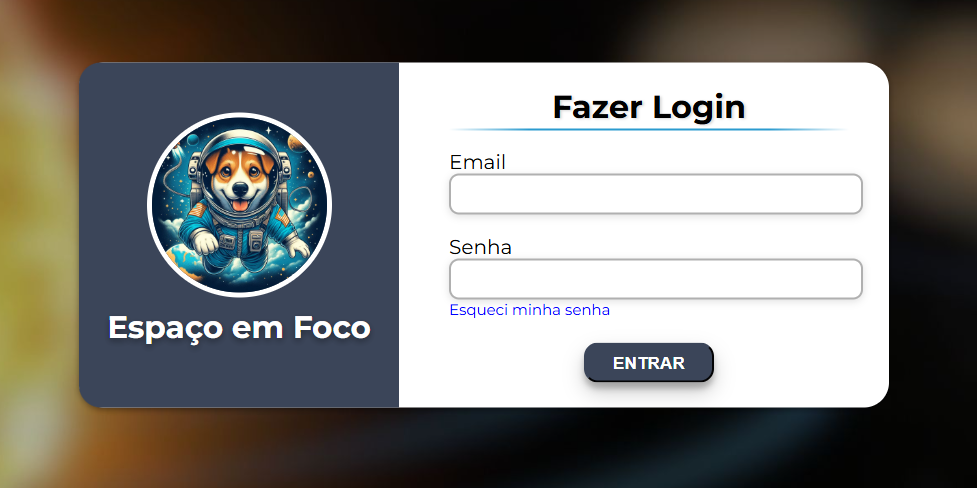 Espaço em Foco
Fazer Login
Email
Senha
Esqueci minha senha
ENTRAR